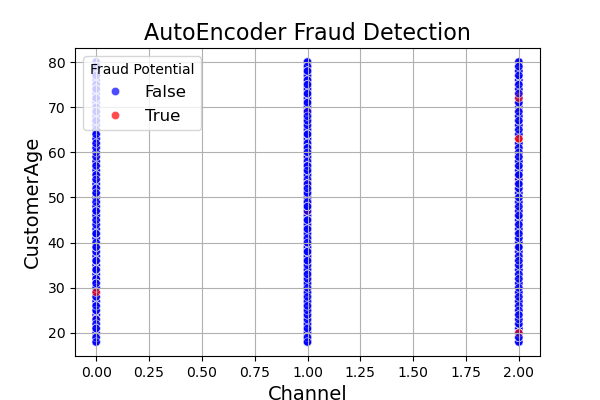 AutoEncoder Fraud Detection
Fraud Potential
False
True
CustomerAge
80
70
60
50
40
30
20
0.00 0.25 0.50 0.75 1.00 1.25 1.50 1.75 2.00
Channel